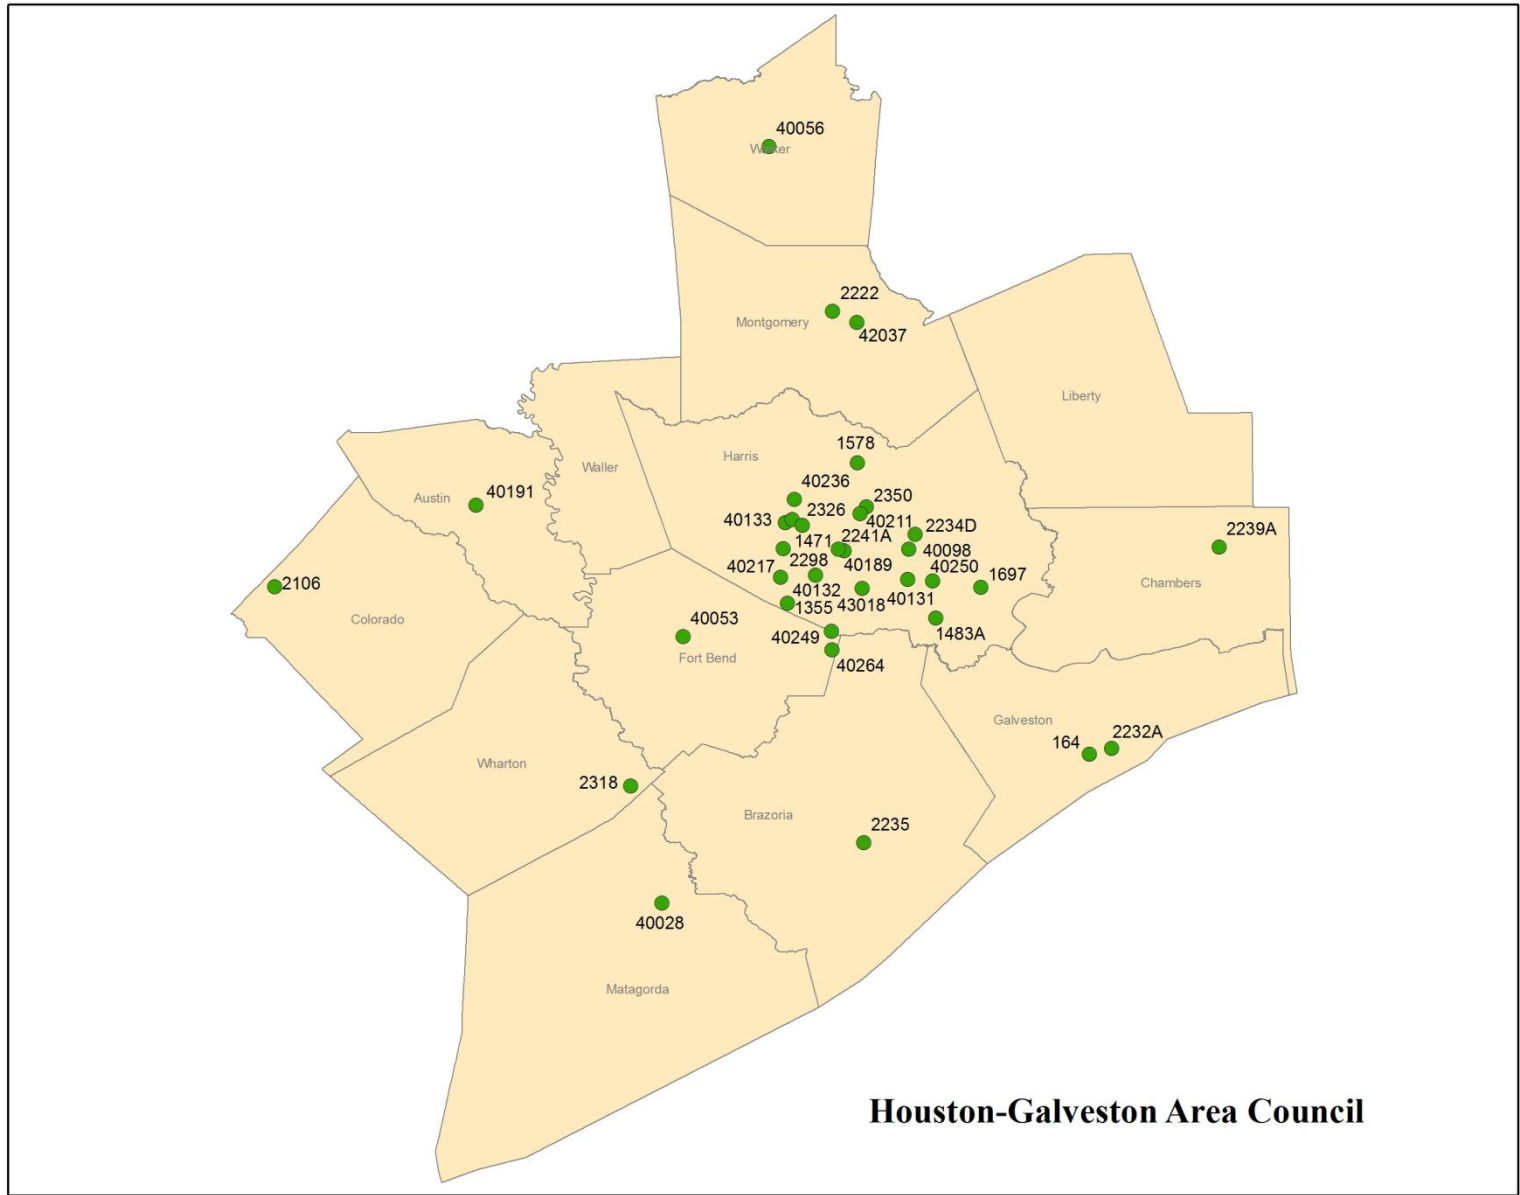 40056
Walker
2222
Montgomery
42037
Liberty
1578
Harris
Waller
40236
40191
Austin
2350
2326
40133
40211
2234D
2239A
1471
2241A
40098
2298
40217
40189
40250
1697
2106
Chambers
40132
40131
1355
43018
Colorado
40053
1483A
40249
Fort Bend
40264
Galveston
2232A
164
Wharton
2318
Brazoria
2235
40028
Matagorda
Houston-Galveston Area Council